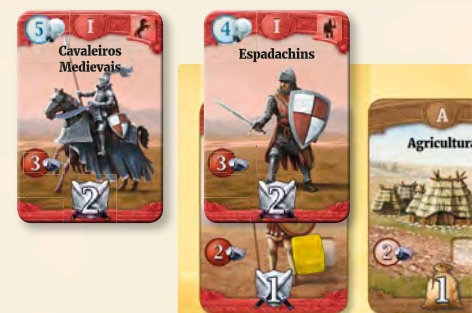 5 I
Cavaleiros
Medievais
3
2
4 I
Espadachins
3
2
2
1
A
Agricultura
2
1